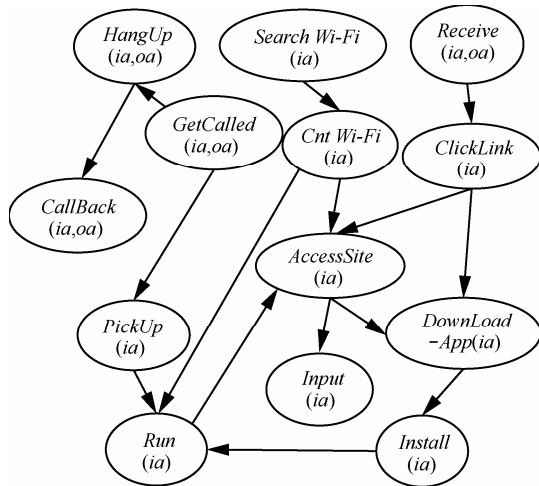 HangUp
(ia,oa)
Search Wi-Fi
(ia)
Receive
(ia,oa)
GetCalled
(ia,oa)
Cnt Wi-Fi
(ia)
ClickLink
(ia)
CallBack
(ia,oa)
AccessSite
(ia)
PickUp
(ia)
DownLoad
-App(ia)
Input
(ia)
Run
(ia)
Install
(ia)